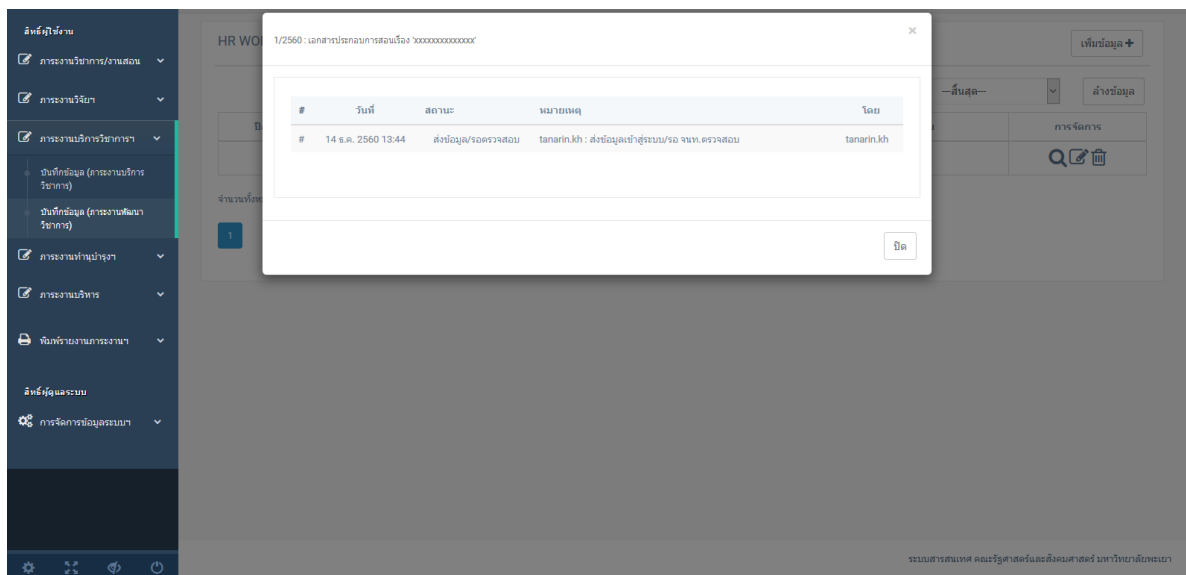 สิทธิ์ผู้ใช้งาน
ภาระงานวิชาการ/งานสอน
ภาระงานวิจัยฯ
ภาระงานบริการวิชาการฯ
บันทึกข้อมูล (ภาระงานบริการ
วิชาการ)
บันทึกข้อมูล (ภาระงานพัฒนา
วิชาการ)
ภาระงานทำนุบำรุงฯ
ภาระงานบริหาร
พิมพ์รายงานภาระงานฯ
สิทธิ์ผู้ดูแลระบบ
การจัดการข้อมูลระบบฯ
HR WO
1/2560 : เอกสารประกอบการสอนเรื่อง 'xxxxxxxxxxxxxx'
×
เพิ่มข้อมูล +
---สิ้นสุด---
ล้างข้อมูล
# วันที่ สถานะ หมายเหตุ โดย
# 14 ธ.ค. 2560 13:44 ส่งข้อมูล/รอตรวจสอบ tanarin.kh : ส่งข้อมูลเข้าสู่ระบบ/รอ จนท.ตรวจสอบ tanarin.kh
การจัดการ
จำนวนทั้งห
1
ปิด
ระบบสารสนเทศ คณะรัฐศาสตร์และสังคมศาสตร์ มหาวิทยาลัยพะเยา